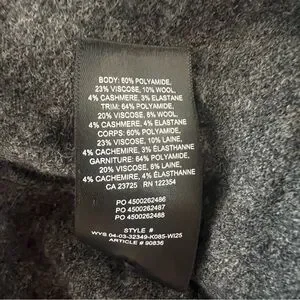 BODY: 60% POLYAMIDE,
23% VISCOSE, 10% WOOL,
4% CASHMERE, 3% ELASTANE
TRIM: 64% POLYAMIDE,
20% VISCOSE, 8% WOOL,
4% CASHMERE, 4% ELASTANE
CORPS: 60% POLYAMIDE,
23% VISCOSE, 10% LAINE,
4% CACHEMIRE, 3% ÉLASTHANNE
GARNITURE: 64% POLYAMIDE,
20% VISCOSE, 8% LAINE,
4% CACHEMIRE, 4% ÉLASTHANNE
CA 23725 RN 122354
PO 4500262486
PO 4500262487
PO 4500262488
STYLE #
WYS 04-03-32349-K085-WI25
ARTICLE # 90836